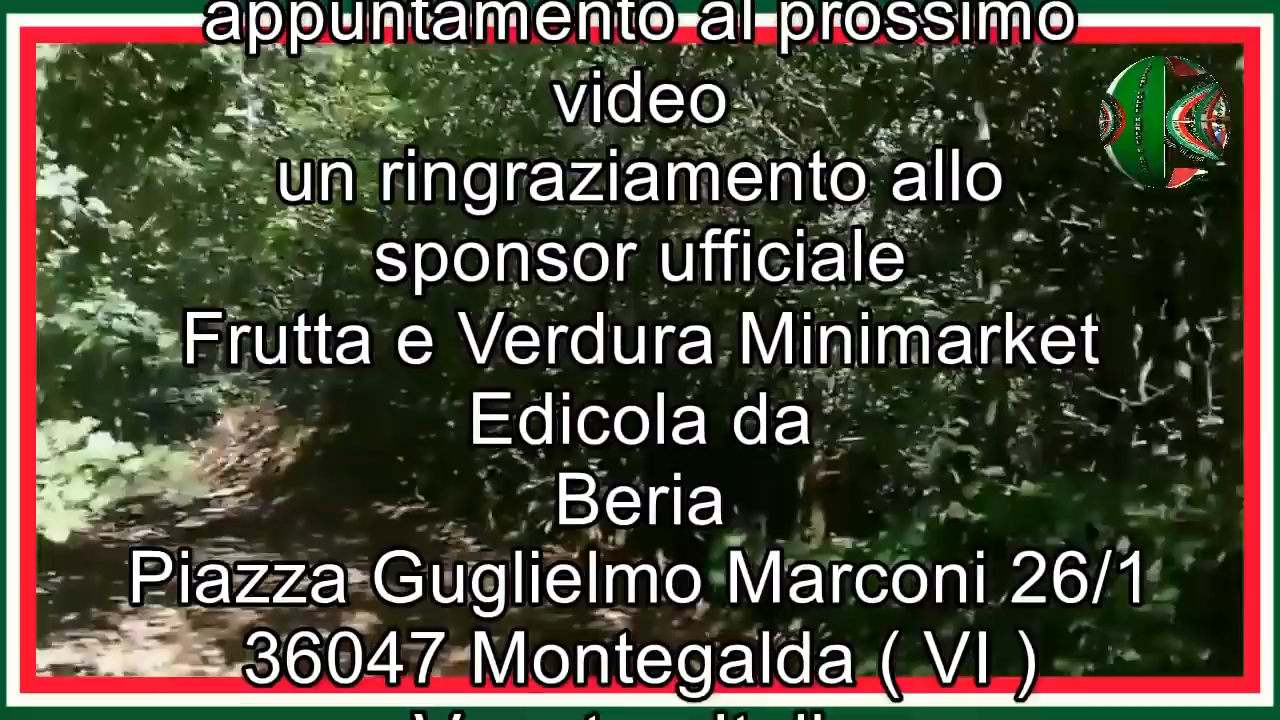 appuntamento al prossimo
video
un ringraziamento allo
sponsor ufficiale
Frutta e Verdura Minimarket
Edicola da
Beria
Piazza Guglielmo Marconi 26/1
36047 Montegalda ( VI )